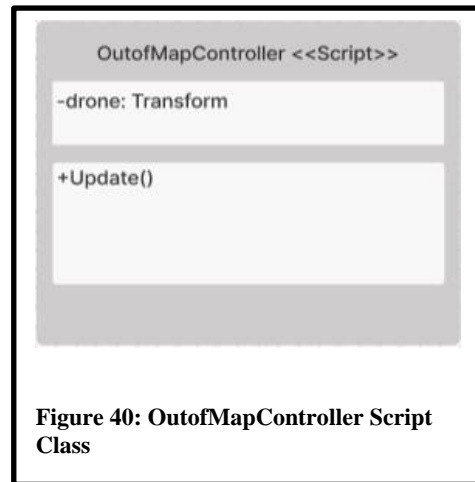 OutofMapController <<Script>>
-drone: Transform
+Update()
Figure 40: OutofMapController Script
Class